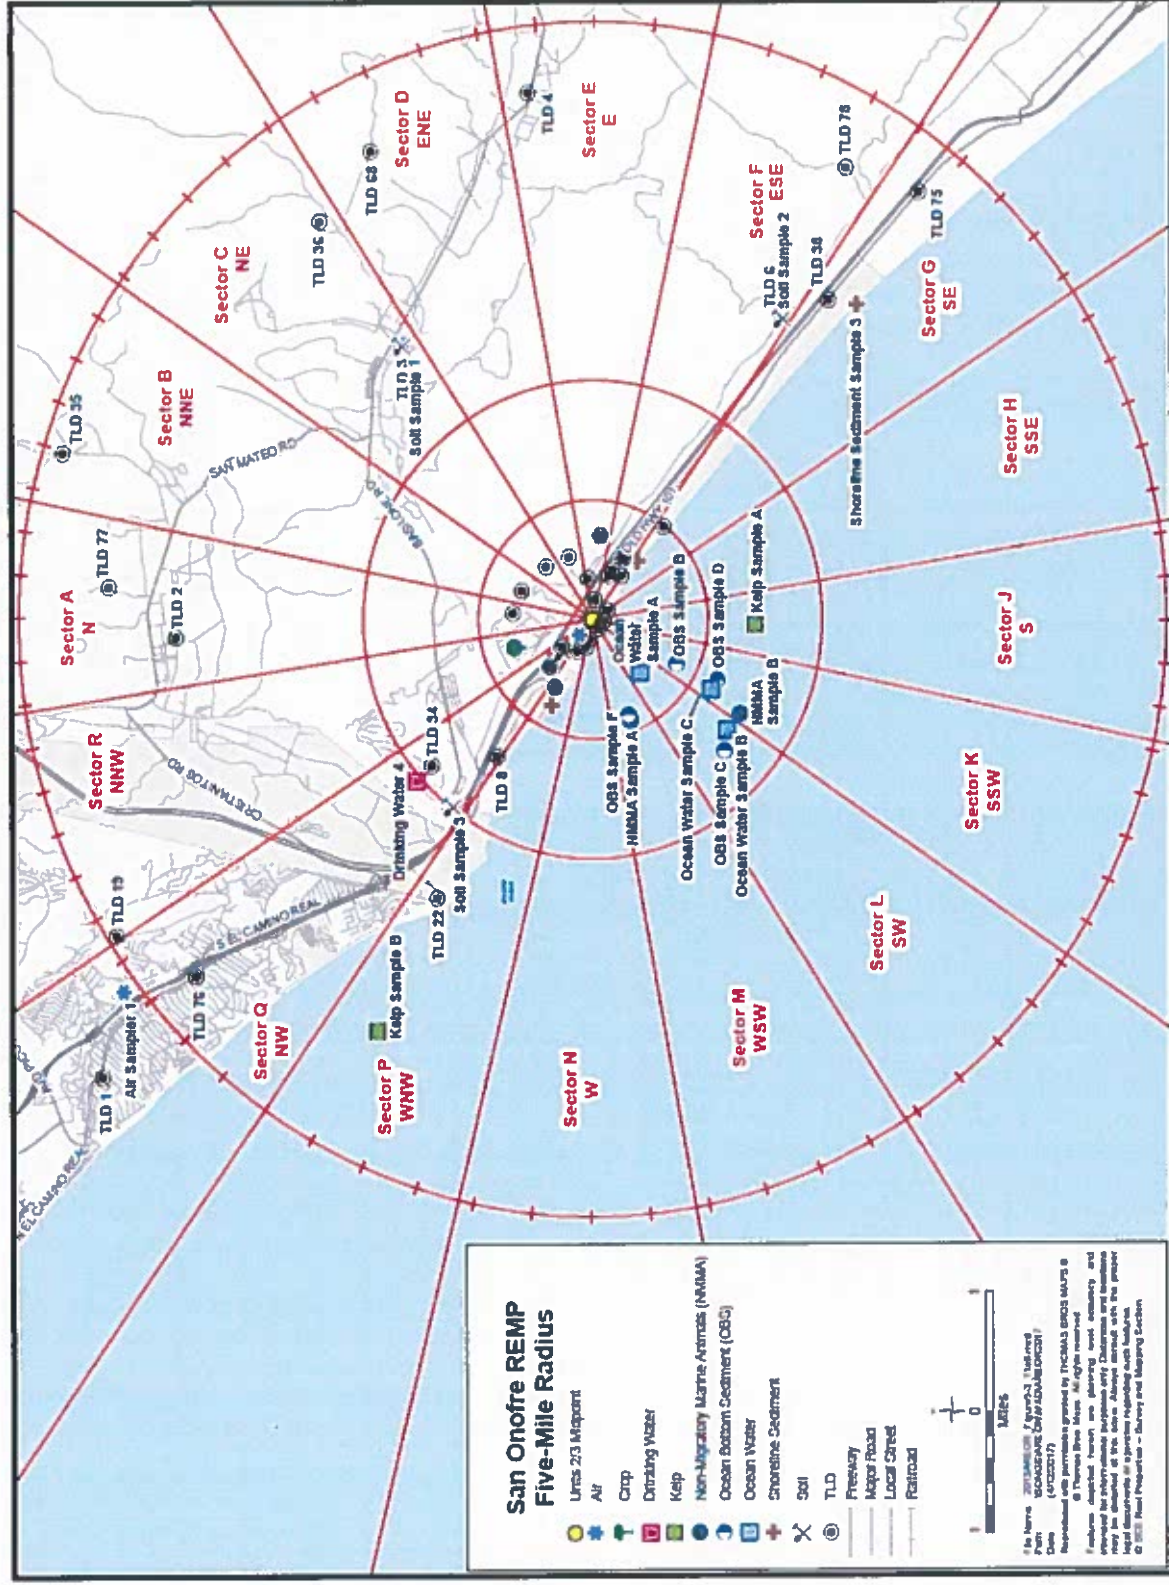 San Onofre REMP
Five-Mile Radius
Units 2/3 Midpoint
Air
Crop
Drinking Water
Kelp
Non-Migratory Marine Animals (NMMA)
Ocean Bottom Sediment (OBS)
Ocean Water
Shoreline Sediment
Soil
TLD
Freeway
Major Road
Local Street
Railroad
1
0
1
Miles
Sector A
N
Sector B
NNE
Sector C
NE
Sector D
ENE
Sector E
E
Sector F
ESE
Sector G
SE
Sector H
SSE
Sector J
S
Sector K
SSW
Sector L
SW
Sector M
WSW
Sector N
W
Sector P
WNW
Sector Q
NW
Sector R
NNW
TLD 1
Air Sampler 1
TLD 19
TLD 76
TLD 2
TLD 77
TLD 35
TLD 36
TLD 68
TLD 4
TLD 3
Soil Sample 1
TLD 78
TLD 6
Soil Sample 2
TLD 38
TLD 75
Shoreline Sediment Sample 3
TLD 34
Drinking Water 4
TLD 8
Soil Sample 3
TLD 22
Kelp Sample B
Kelp Sample A
Ocean
Water
Sample A
OBS Sample B
OBS Sample D
OBS Sample F
NMMA Sample A
Ocean Water Sample C
OBS Sample C
Ocean Water Sample B
NMMA
Sample B
SAN MATEO RD
BASILONE RD
CRISTIANITOS RD
S EL CAMINO REAL
N EL CAMINO REAL